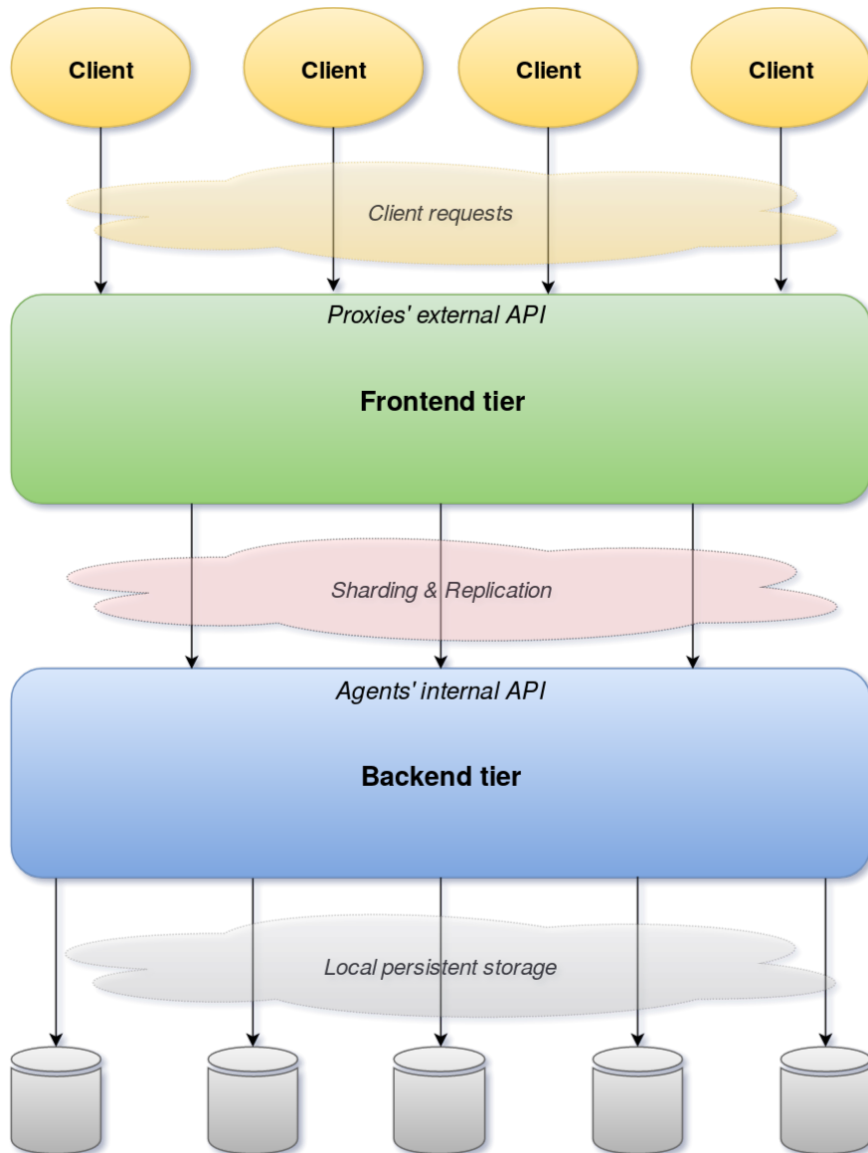 Client
Client
Client
Client
Client requests
Proxies' external API
Frontend tier
Sharding & Replication
Agents' internal API
Backend tier
Local persistent storage